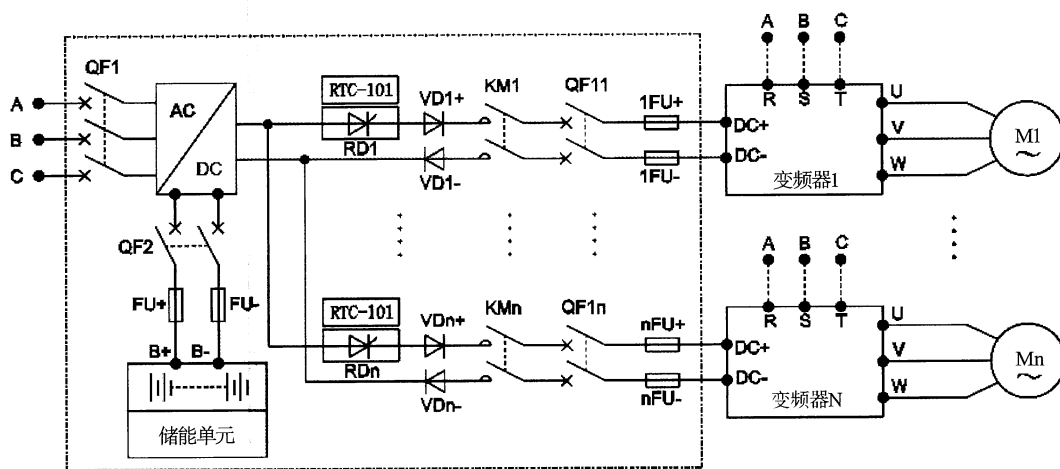 A B C
QF1
A
B
C
AC
DC
RTC-101
RD1
VD1+
VD1-
KM1
QF11
1FU+
1FU-
R S T
DC+
DC-
变频器1
U
V
W
M1
~
QF2
FU+
FU-
B+ B-
储能单元
A B C
RTC-101
RDn
VDn+
VDn-
KMn
QF1n
nFU+
nFU-
R S T
DC+
DC-
变频器N
U
V
W
Mn
~